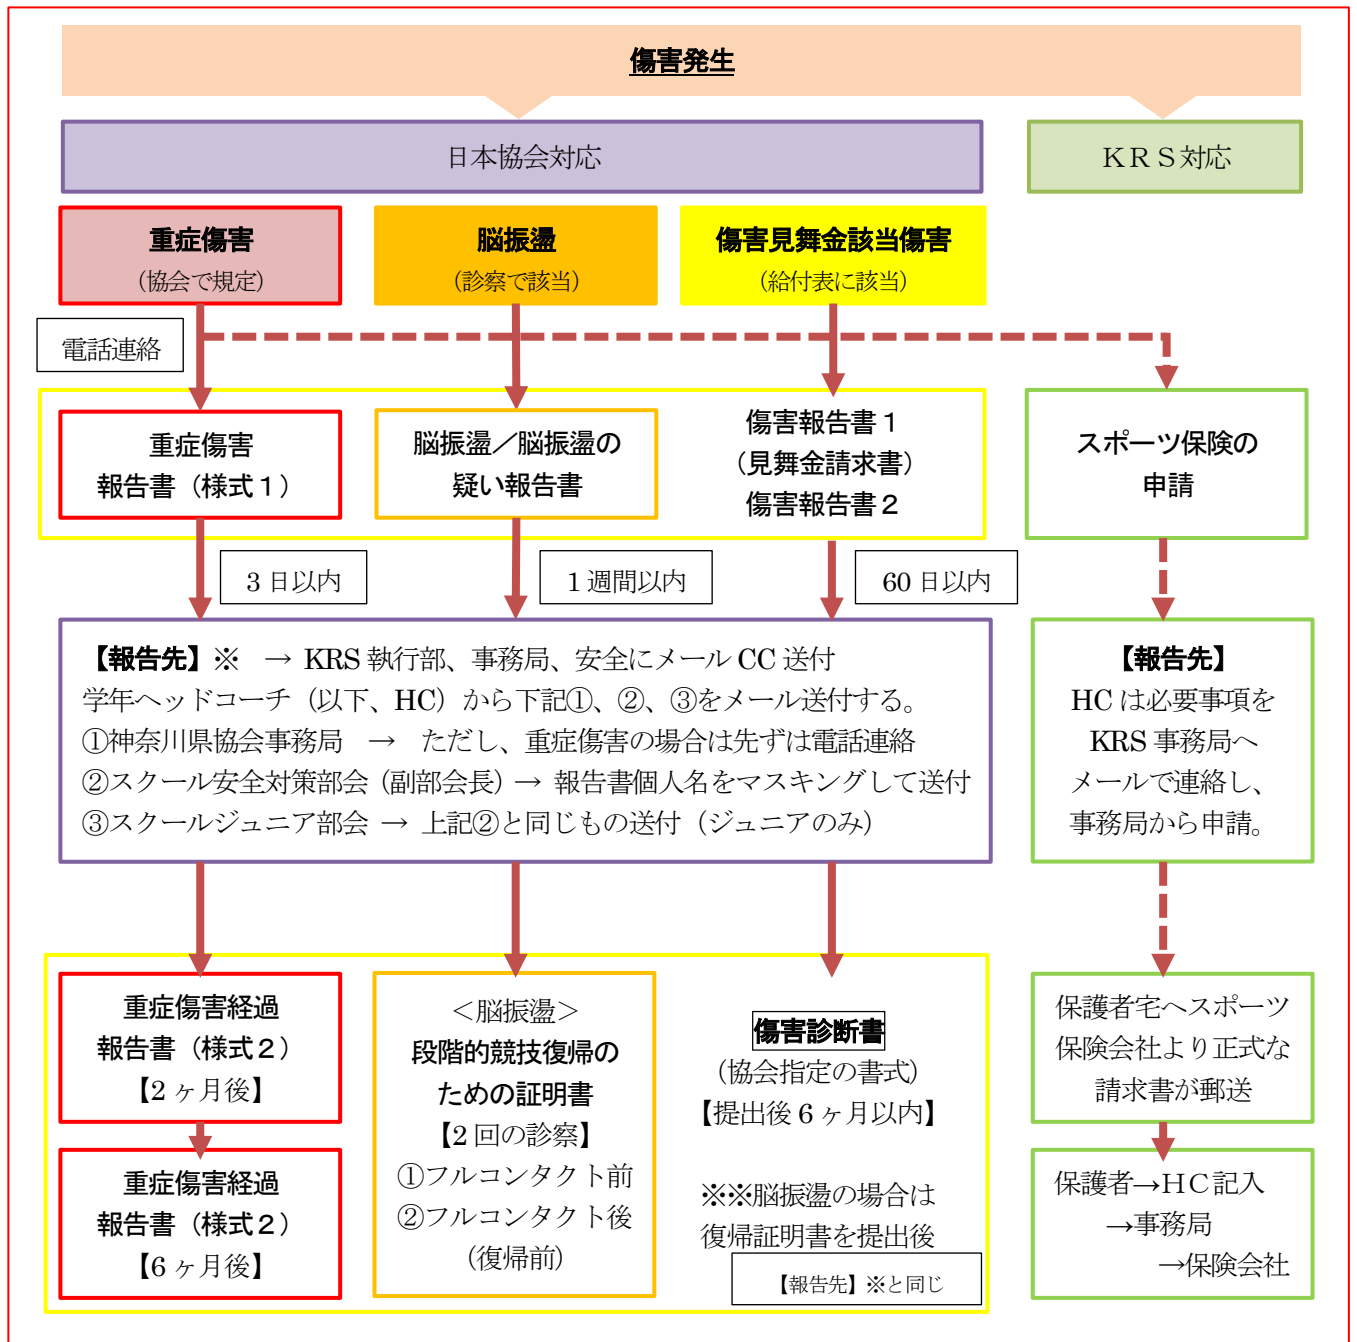 傷害発生
日本協会対応
ＫＲＳ対応
重症傷害
（協会で規定）
脳振盪
（診察で該当）
傷害見舞金該当傷害
（給付表に該当）
電話連絡
重症傷害
報告書（様式１）
脳振盪／脳振盪の
疑い報告書
傷害報告書１
（見舞金請求書）
傷害報告書２
スポーツ保険の
申請
3 日以内
1 週間以内
60 日以内
【報告先】※ → KRS 執行部、事務局、安全にメール CC 送付
学年ヘッドコーチ（以下、HC）から下記①、②、③をメール送付する。
①神奈川県協会事務局 → ただし、重症傷害の場合は先ずは電話連絡
②スクール安全対策部会（副部会長）→ 報告書個人名をマスキングして送付
③スクールジュニア部会 → 上記②と同じもの送付（ジュニアのみ）
【報告先】
HC は必要事項を
KRS 事務局へ
メールで連絡し、
事務局から申請。
重症傷害経過
報告書（様式２）
【2 ヶ月後】
重症傷害経過
報告書（様式２）
【6 ヶ月後】
＜脳振盪＞
段階的競技復帰の
ための証明書
【2 回の診察】
①フルコンタクト前
②フルコンタクト後
（復帰前）
傷害診断書
（協会指定の書式）
【提出後 6 ヶ月以内】
※※脳振盪の場合は
復帰証明書を提出後
【報告先】※と同じ
保護者宅へスポーツ
保険会社より正式な
請求書が郵送
保護者→ＨＣ記入
→事務局
→保険会社